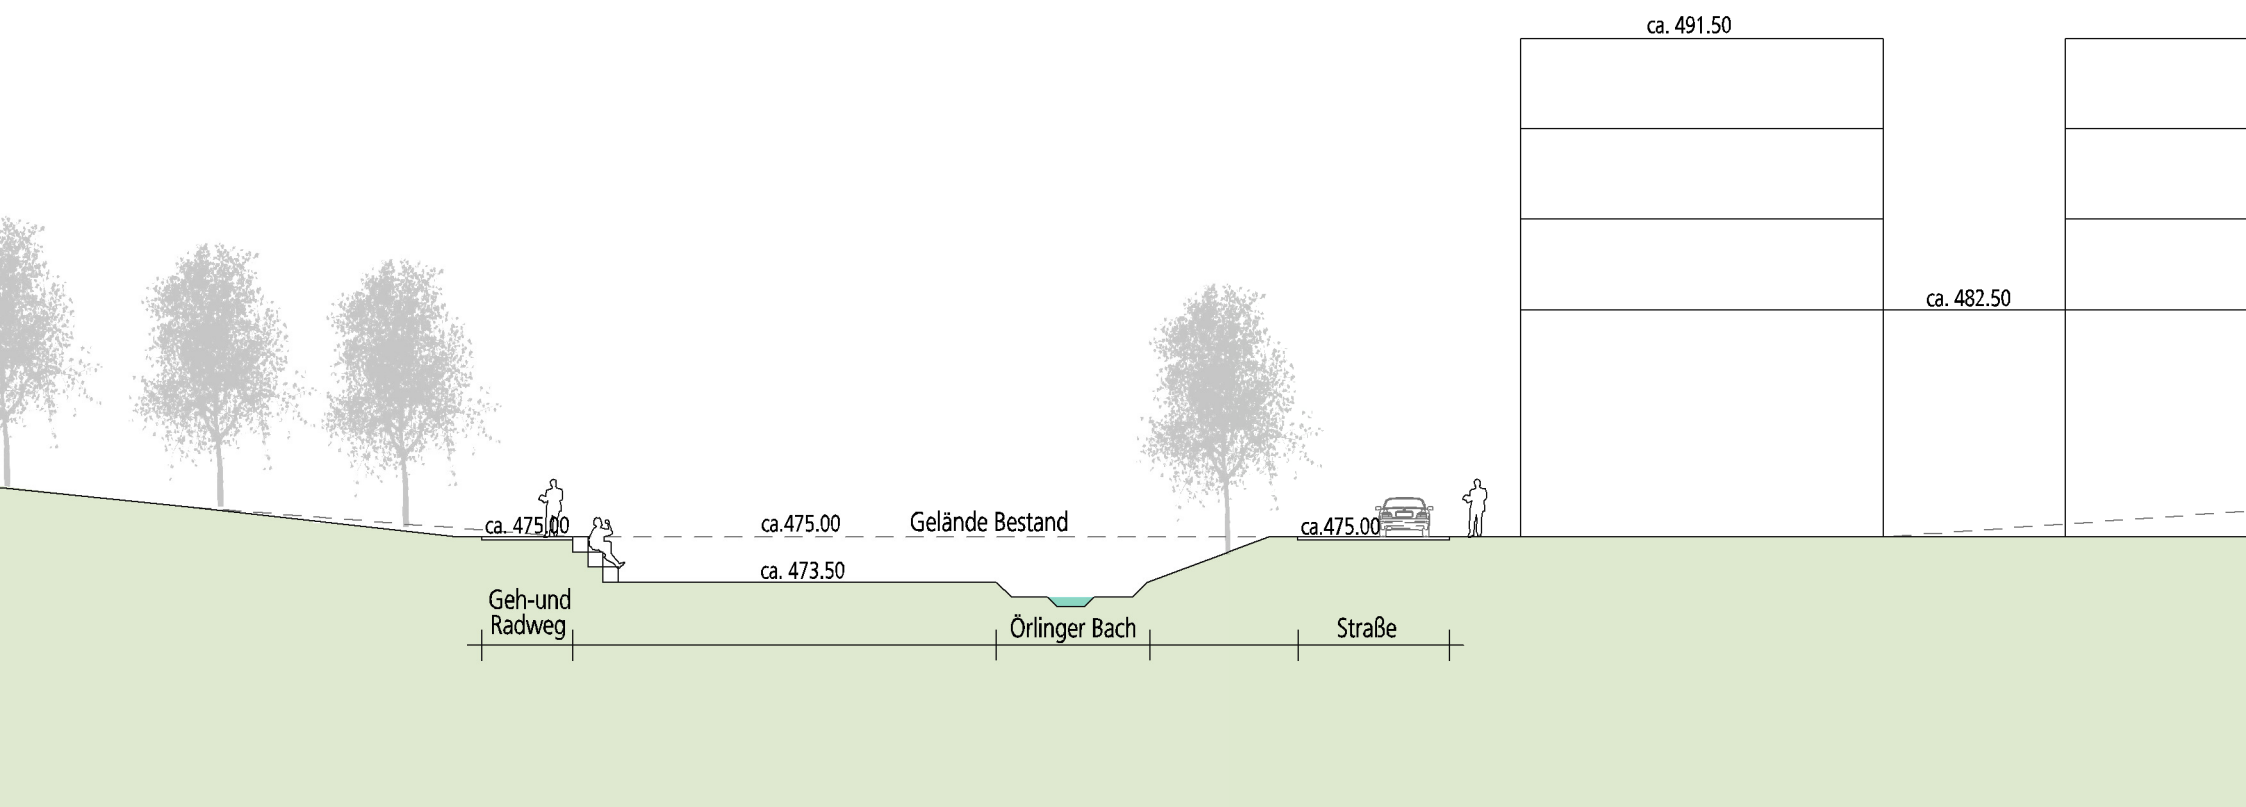 ca. 491.50
ca. 482.50
ca. 475.00
ca.475.00
Gelände Bestand
ca.475.00
ca. 473.50
Geh-und
Radweg
Örlinger Bach
Straße